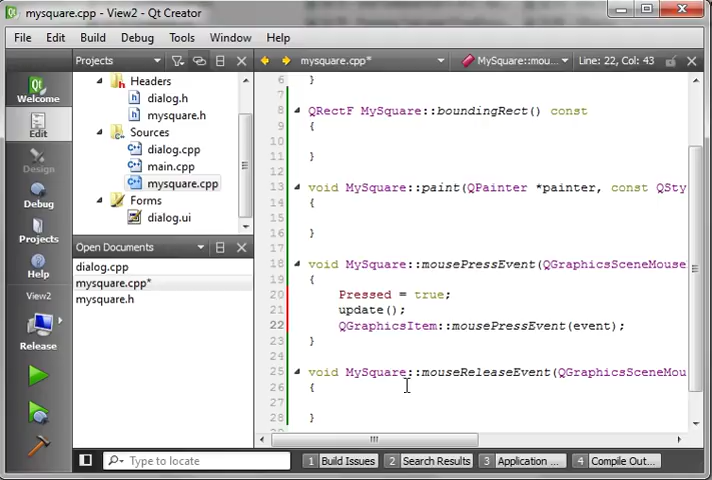 mysquare.cpp - View2 - Qt Creator
File Edit Build Debug Tools Window Help
Projects
mysquare.cpp*
MySquare::mou...
Line: 22, Col: 43
Welcome
Edit
Design
Debug
Projects
Help
View2
Release
Headers
dialog.h
mysquare.h
Sources
dialog.cpp
main.cpp
mysquare.cpp
Forms
dialog.ui
Open Documents
dialog.cpp
mysquare.cpp*
mysquare.h
6 }
7
8 QRectF MySquare::boundingRect() const
9 {
10
11 }
12
13 void MySquare::paint(QPainter *painter, const QSty
14 {
15
16 }
17
18 void MySquare::mousePressEvent(QGraphicsSceneMouse
19 {
20 Pressed = true;
21 update();
22 QGraphicsItem::mousePressEvent(event);
23 }
24
25 void MySquare::mouseReleaseEvent(QGraphicsSceneMou
26 {
27
28 }
Type to locate
1 Build Issues
2 Search Results
3 Application ...
4 Compile Out...